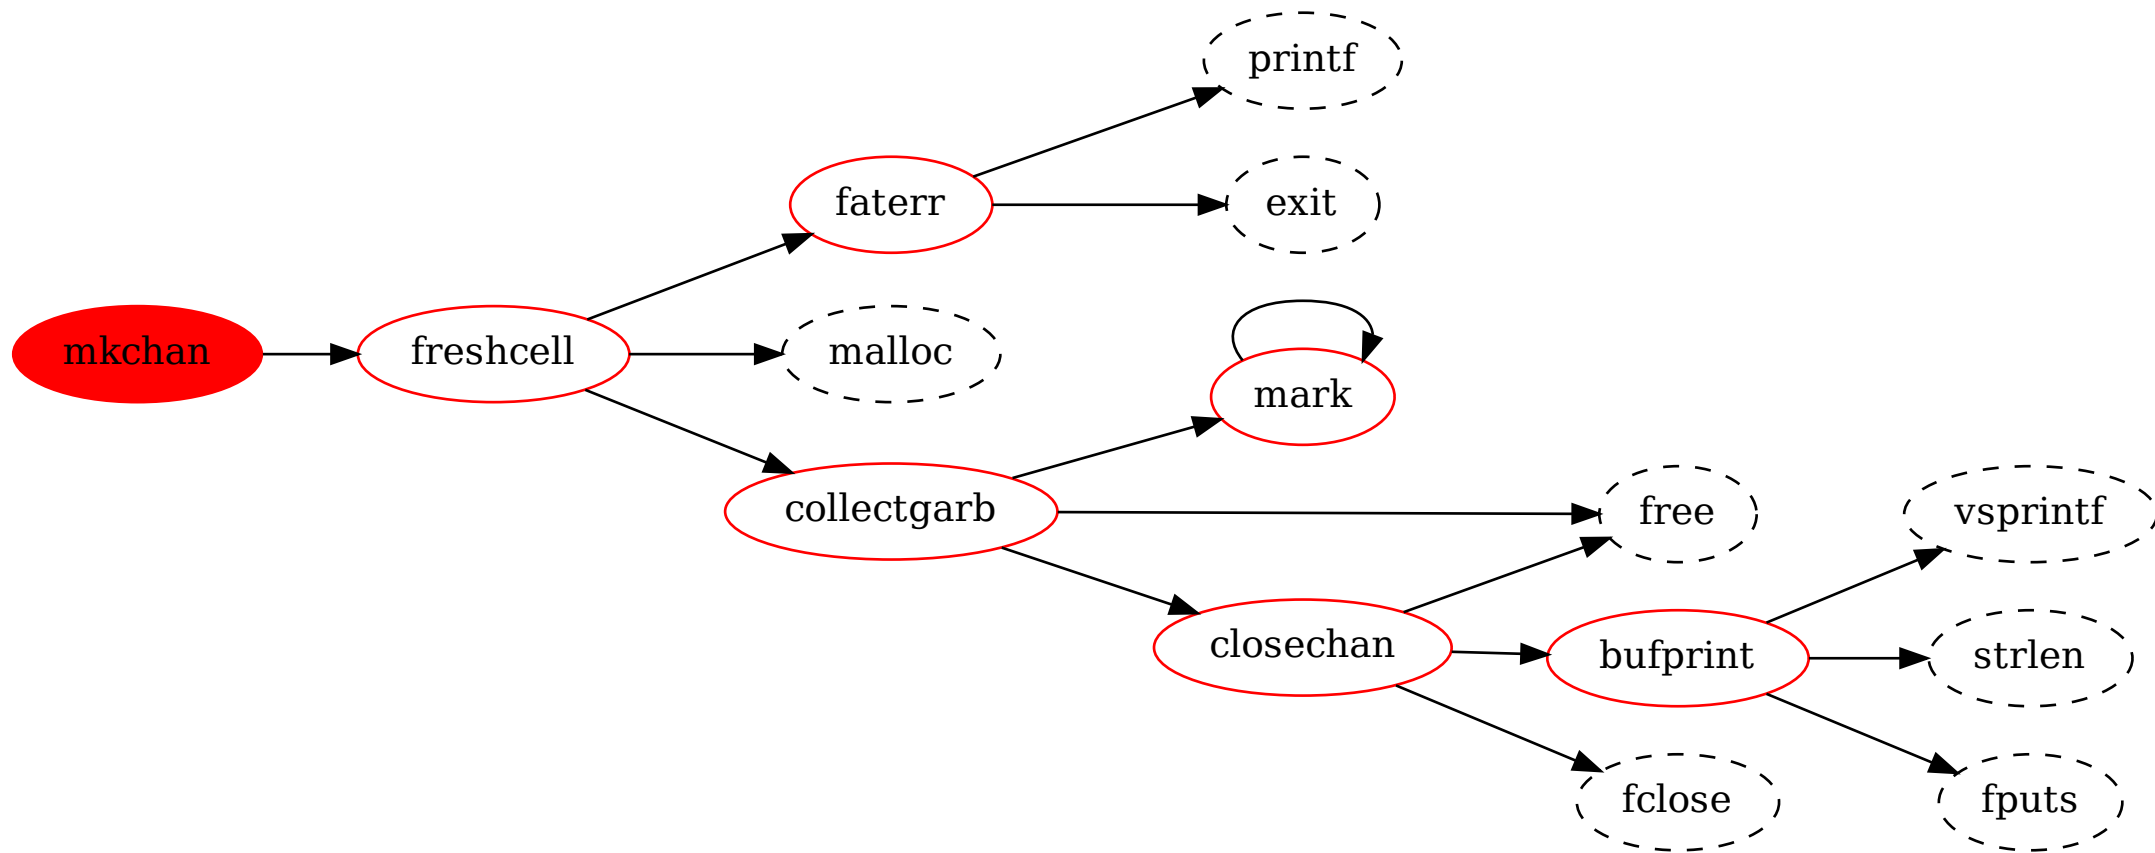 printf
faterr
exit
mkchan
freshcell
malloc
mark
collectgarb
free
vsprintf
closechan
bufprint
strlen
fclose
fputs